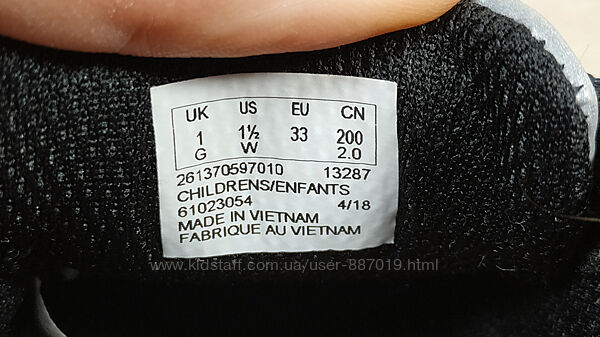 UK US EU CN
1 1½ 33 200
G W 2.0
261370597010 13287
CHILDRENS/ENFANTS
61023054 4/18
MADE IN VIETNAM
FABRIQUE AU VIETNAM
www.kidstaff.com.ua/user-887019.html